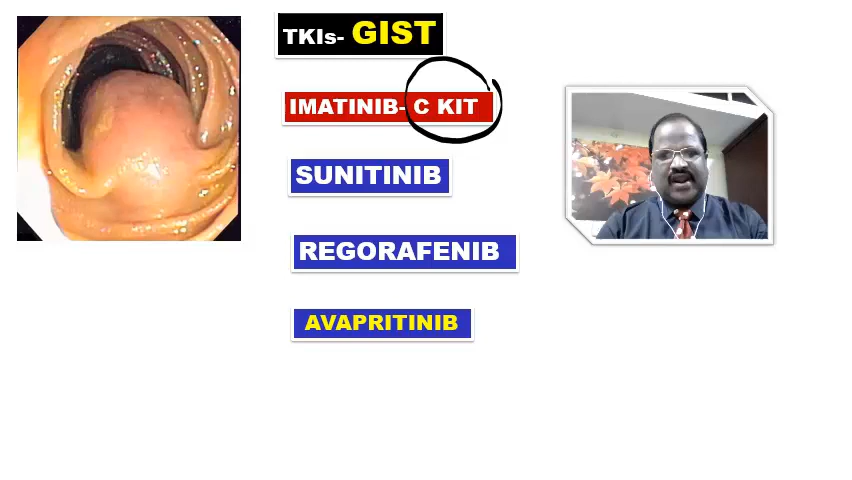 TKIs- GIST
IMATINIB- C KIT
SUNITINIB
REGORAFENIB
AVAPRITINIB